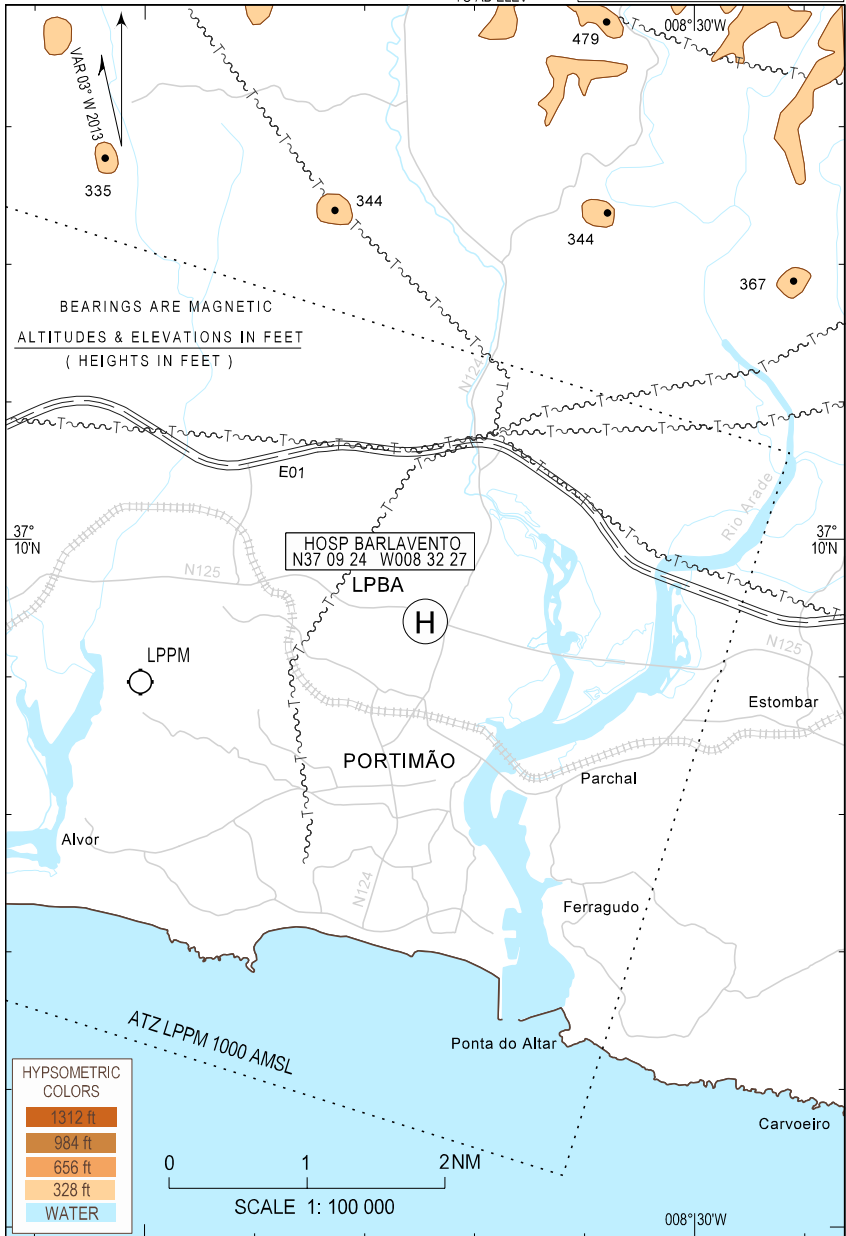 479
008° 30'W
VAR 03° W 2013
335
344
344
367
BEARINGS ARE MAGNETIC
ALTITUDES & ELEVATIONS IN FEET
( HEIGHTS IN FEET )
N124
E01
Rio Arade
37°
10'N
37°
10'N
HOSP BARLAVENTO
N37 09 24 W008 32 27
LPBA
N125
H
LPPM
N125
Estombar
PORTIMÃO
Parchal
Alvor
N124
Ferragudo
ATZ LPPM 1000 AMSL
Ponta do Altar
HYPSOMETRIC
COLORS
1312 ft
984 ft
656 ft
328 ft
WATER
Carvoeiro
0 1 2NM
SCALE 1: 100 000
008° 30'W